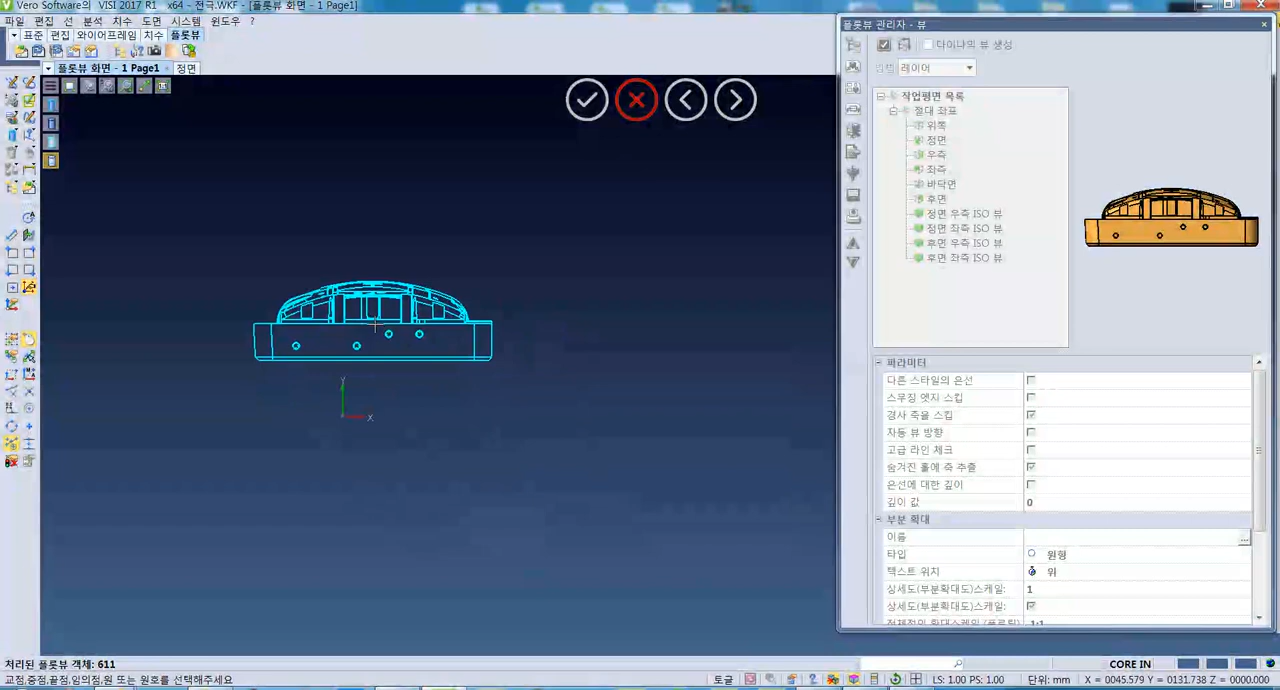 Vero Software의 VISI 2017 R1 x64 - 전극.WKF - [플롯뷰 화면 - 1 Page1]
파일 편집 선 치수 도면 시스템 윈도우 ?
표준 편집 와이어프레임 치수 플롯뷰
플롯뷰 화면 - 1 Page1 정면
Y
X
플롯뷰 관리자 - 뷰
다이나믹 뷰 생성
방법 레이어
작업평면 목록
절대 좌표
위쪽
정면
우측
좌측
바닥면
후면
정면 우측 ISO 뷰
정면 좌측 ISO 뷰
후면 우측 ISO 뷰
후면 좌측 ISO 뷰
파라미터
다른 스타일의 은선
스무징 엣지 스킵
경사 축을 스킵
자동 뷰 방향
고급 라인 체크
숨겨진 홀에 축 추출
은선에 대한 깊이
깊이 값 0
부분 확대
이름 ...
타입 원형
텍스트 위치 위
상세도(부분확대도)스케일: 1
상세도(부분확대도)스케일:
처리된 플롯뷰 객체: 611
CORE IN
교점,중점,끝점,임의점,원 또는 원호를 선택해주세요
토글 LS: 1.00 PS: 1.00 단위: mm X = 0045.579 Y = 0131.738 Z = 0000.000